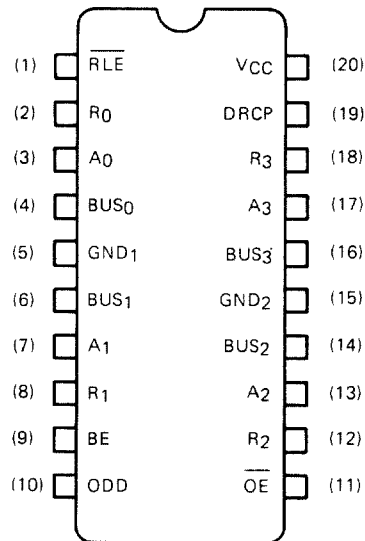 (1) R̅L̅E̅ VCC (20)
(2) R0 DRCP (19)
(3) A0 R3 (18)
(4) BUS0 A3 (17)
(5) GND1 BUS3 (16)
(6) BUS1 GND2 (15)
(7) A1 BUS2 (14)
(8) R1 A2 (13)
(9) BE R2 (12)
(10) ODD O̅E̅ (11)